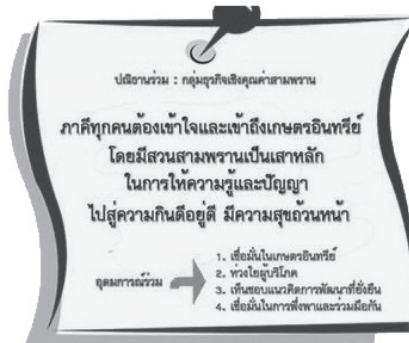 ปณิธานร่วม : กลุ่มธุรกิจเชิงคุณค่าสามพราน
ภาคีทุกคนต้องเข้าใจและเข้าถึงเกษตรอินทรีย์
โดยมีสวนสามพรานเป็นเสาหลัก
ในการให้ความรู้และปัญญา
ไปสู่ความกินดีอยู่ดี มีความสุขถ้วนหน้า
อุดมการณ์ร่วม
1. เชื่อมั่นในเกษตรอินทรีย์
2. ห่วงใยผู้บริโภค
3. เห็นชอบแนวคิดการพัฒนาที่ยั่งยืน
4. เชื่อมั่นในการพึ่งพาและร่วมมือกัน